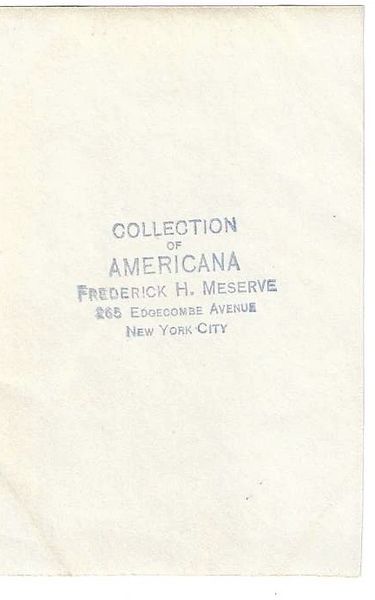 COLLECTION
OF
AMERICANA
FREDERICK H. MESERVE
265 EDGECOMBE AVENUE
NEW YORK CITY